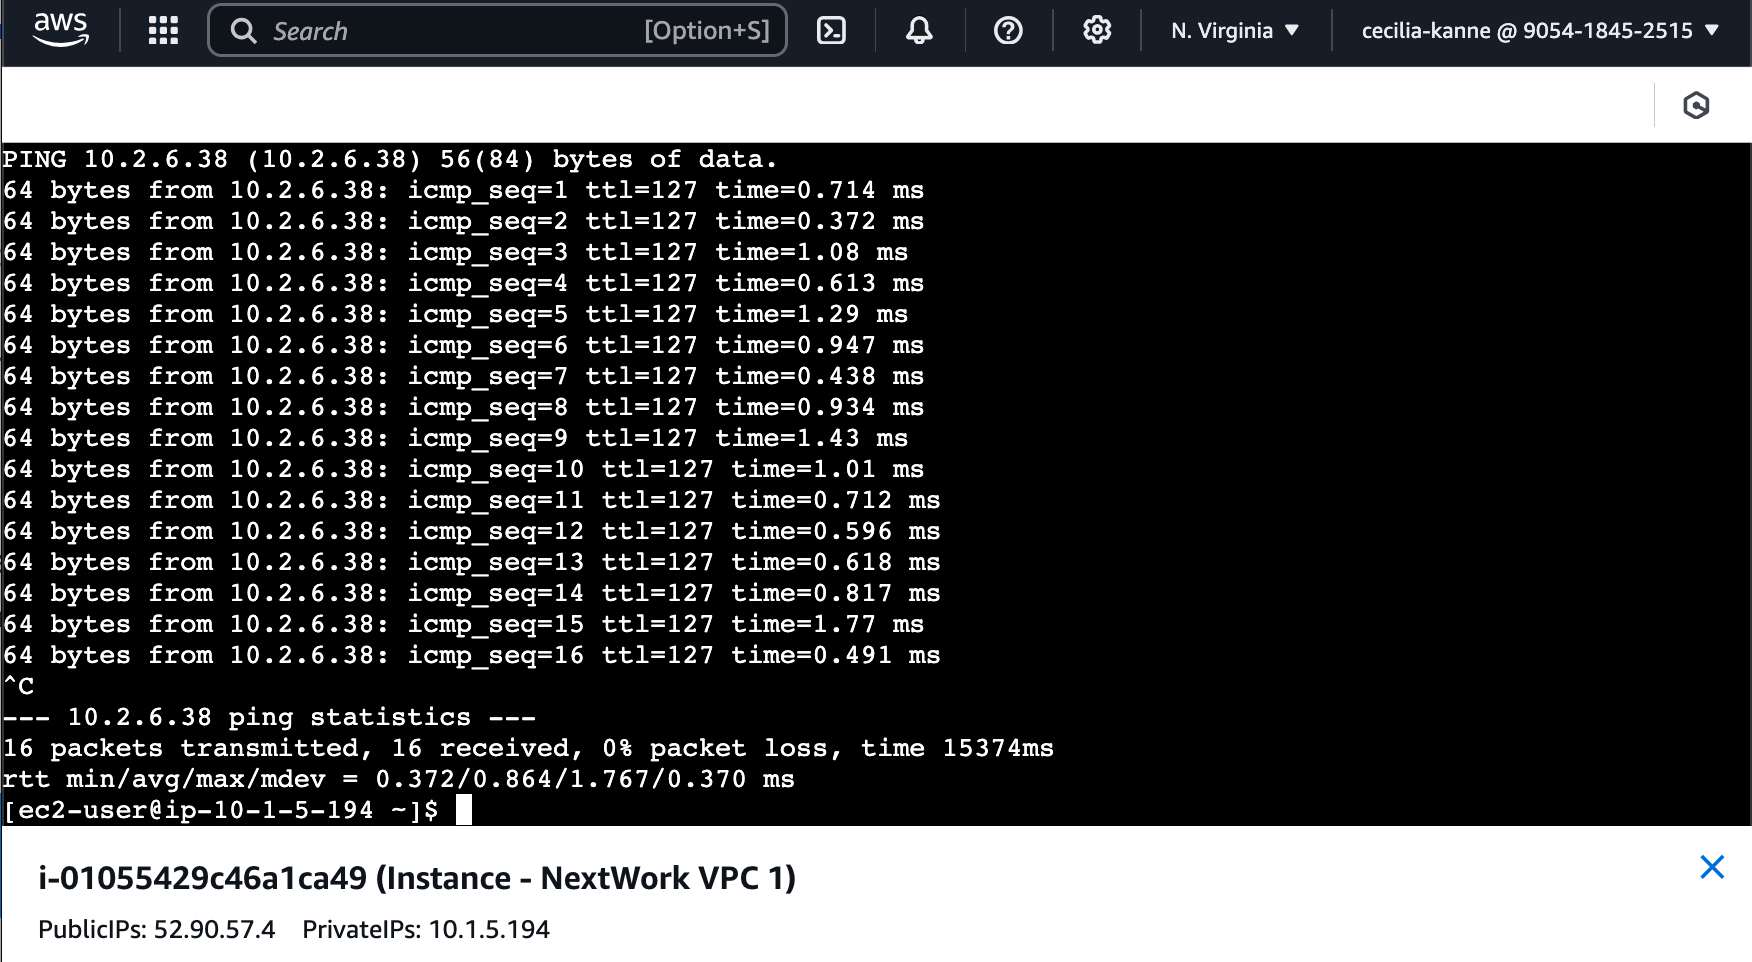 aws Search [Option+S] N. Virginia ▼ cecilia-kanne @ 9054-1845-2515 ▼
PING 10.2.6.38 (10.2.6.38) 56(84) bytes of data.
64 bytes from 10.2.6.38: icmp_seq=1 ttl=127 time=0.714 ms
64 bytes from 10.2.6.38: icmp_seq=2 ttl=127 time=0.372 ms
64 bytes from 10.2.6.38: icmp_seq=3 ttl=127 time=1.08 ms
64 bytes from 10.2.6.38: icmp_seq=4 ttl=127 time=0.613 ms
64 bytes from 10.2.6.38: icmp_seq=5 ttl=127 time=1.29 ms
64 bytes from 10.2.6.38: icmp_seq=6 ttl=127 time=0.947 ms
64 bytes from 10.2.6.38: icmp_seq=7 ttl=127 time=0.438 ms
64 bytes from 10.2.6.38: icmp_seq=8 ttl=127 time=0.934 ms
64 bytes from 10.2.6.38: icmp_seq=9 ttl=127 time=1.43 ms
64 bytes from 10.2.6.38: icmp_seq=10 ttl=127 time=1.01 ms
64 bytes from 10.2.6.38: icmp_seq=11 ttl=127 time=0.712 ms
64 bytes from 10.2.6.38: icmp_seq=12 ttl=127 time=0.596 ms
64 bytes from 10.2.6.38: icmp_seq=13 ttl=127 time=0.618 ms
64 bytes from 10.2.6.38: icmp_seq=14 ttl=127 time=0.817 ms
64 bytes from 10.2.6.38: icmp_seq=15 ttl=127 time=1.77 ms
64 bytes from 10.2.6.38: icmp_seq=16 ttl=127 time=0.491 ms
^C
--- 10.2.6.38 ping statistics ---
16 packets transmitted, 16 received, 0% packet loss, time 15374ms
rtt min/avg/max/mdev = 0.372/0.864/1.767/0.370 ms
[ec2-user@ip-10-1-5-194 ~]$
i-01055429c46a1ca49 (Instance - NextWork VPC 1)
PublicIPs: 52.90.57.4 PrivateIPs: 10.1.5.194